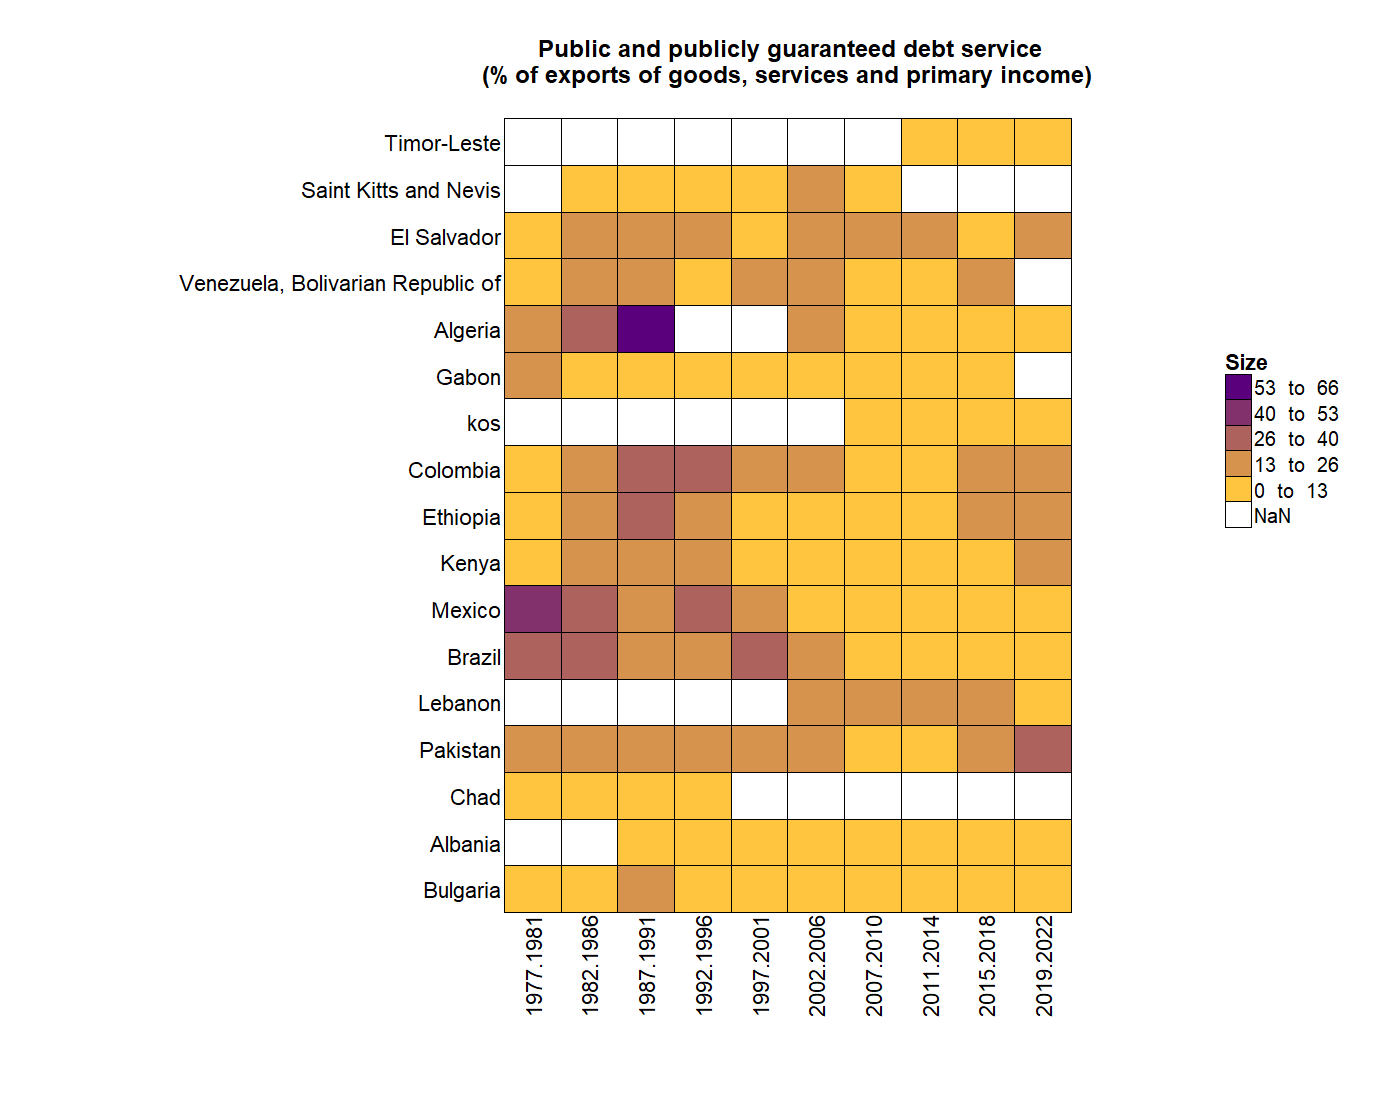 Public and publicly guaranteed debt service
(% of exports of goods, services and primary income)
Timor-Leste
Saint Kitts and Nevis
El Salvador
Venezuela, Bolivarian Republic of
Algeria
Gabon
kos
Colombia
Ethiopia
Kenya
Mexico
Brazil
Lebanon
Pakistan
Chad
Albania
Bulgaria
1977.1981
1982.1986
1987.1991
1992.1996
1997.2001
2002.2006
2007.2010
2011.2014
2015.2018
2019.2022
Size
53 to 66
40 to 53
26 to 40
13 to 26
0 to 13
NaN